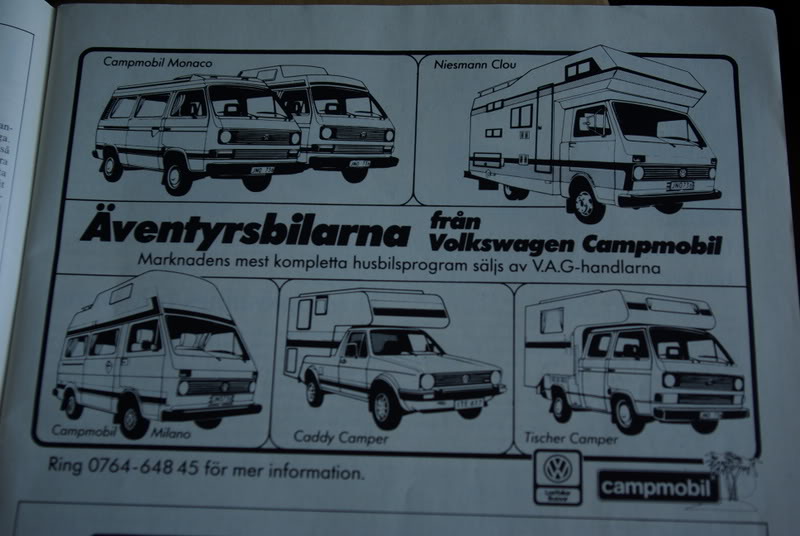 Campmobil Monaco
Niesmann Clou
Äventyrsbilarna från
Volkswagen Campmobil
Marknadens mest kompletta husbilsprogram säljs av V.A.G-handlarna
Campmobil Milano
Caddy Camper
Tischer Camper
Ring 0764-648 45 för mer information.
campmobil